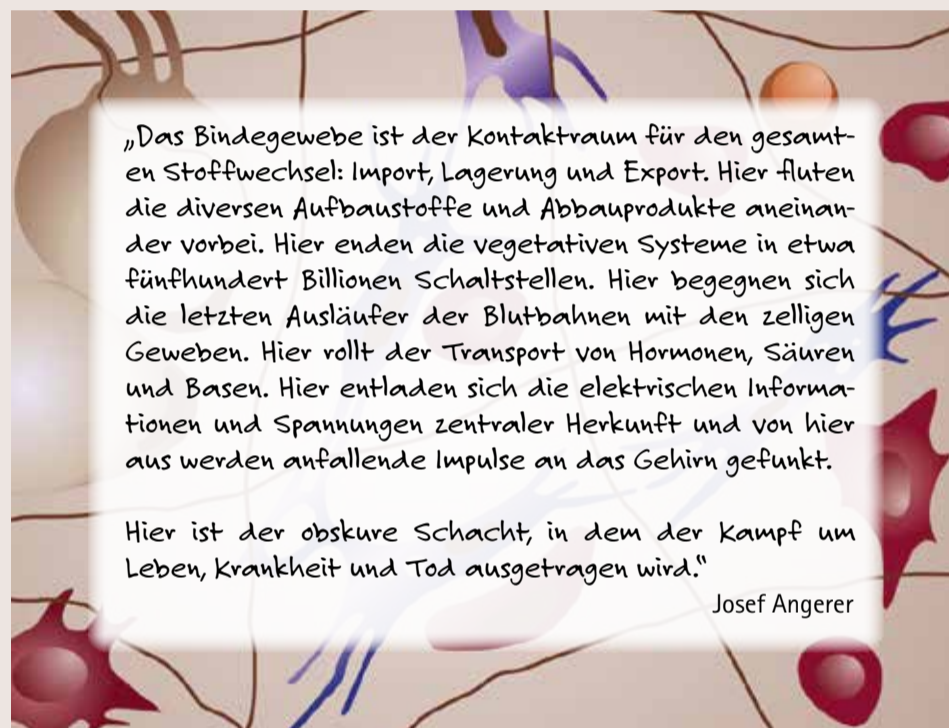 „Das Bindegewebe ist der Kontaktraum für den gesamt-
en Stoffwechsel: Import, Lagerung und Export. Hier fluten
die diversen Aufbaustoffe und Abbauprodukte aneinan-
der vorbei. Hier enden die vegetativen Systeme in etwa
fünfhundert Billionen Schaltstellen. Hier begegnen sich
die letzten Ausläufer der Blutbahnen mit den zelligen
Geweben. Hier rollt der Transport von Hormonen, Säuren
und Basen. Hier entladen sich die elektrischen Informa-
tionen und Spannungen zentraler Herkunft und von hier
aus werden anfallende Impulse an das Gehirn gefunkt.
Hier ist der obskure Schacht, in dem der Kampf um
Leben, Krankheit und Tod ausgetragen wird.“
Josef Angerer